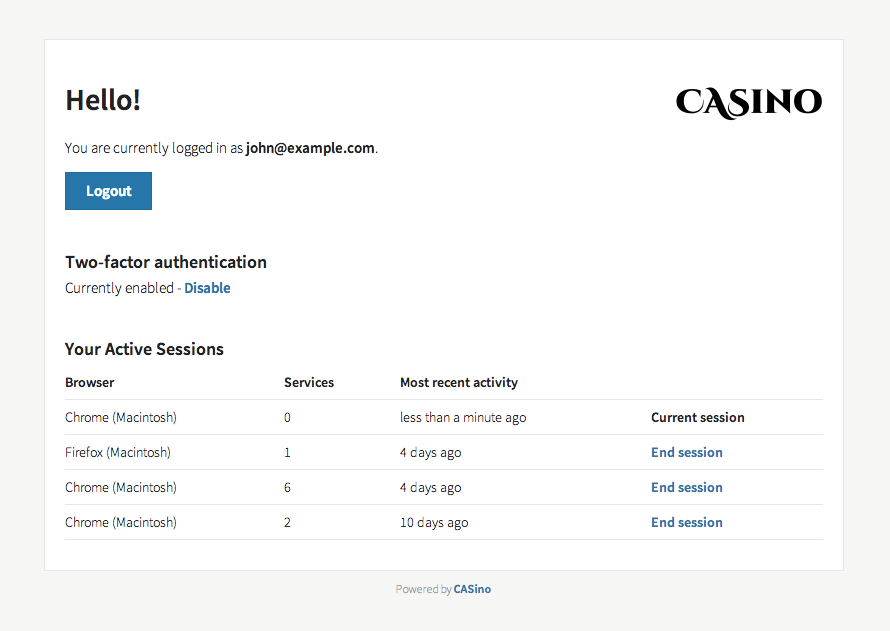 Hello!
CASINO
You are currently logged in as john@example.com.
Logout
Two-factor authentication
Currently enabled - Disable
Your Active Sessions
Browser Services Most recent activity
Chrome (Macintosh) 0 less than a minute ago Current session
Firefox (Macintosh) 1 4 days ago End session
Chrome (Macintosh) 6 4 days ago End session
Chrome (Macintosh) 2 10 days ago End session
Powered by CASino